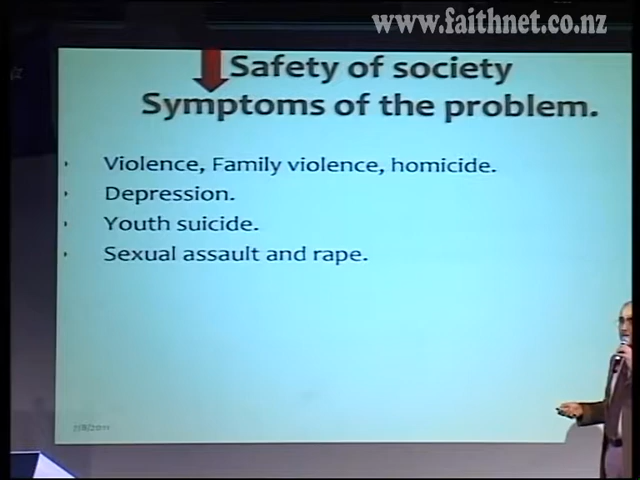 www.faithnet.co.nz
Safety of society
Symptoms of the problem.
Violence, Family violence, homicide.
Depression.
Youth suicide.
Sexual assault and rape.